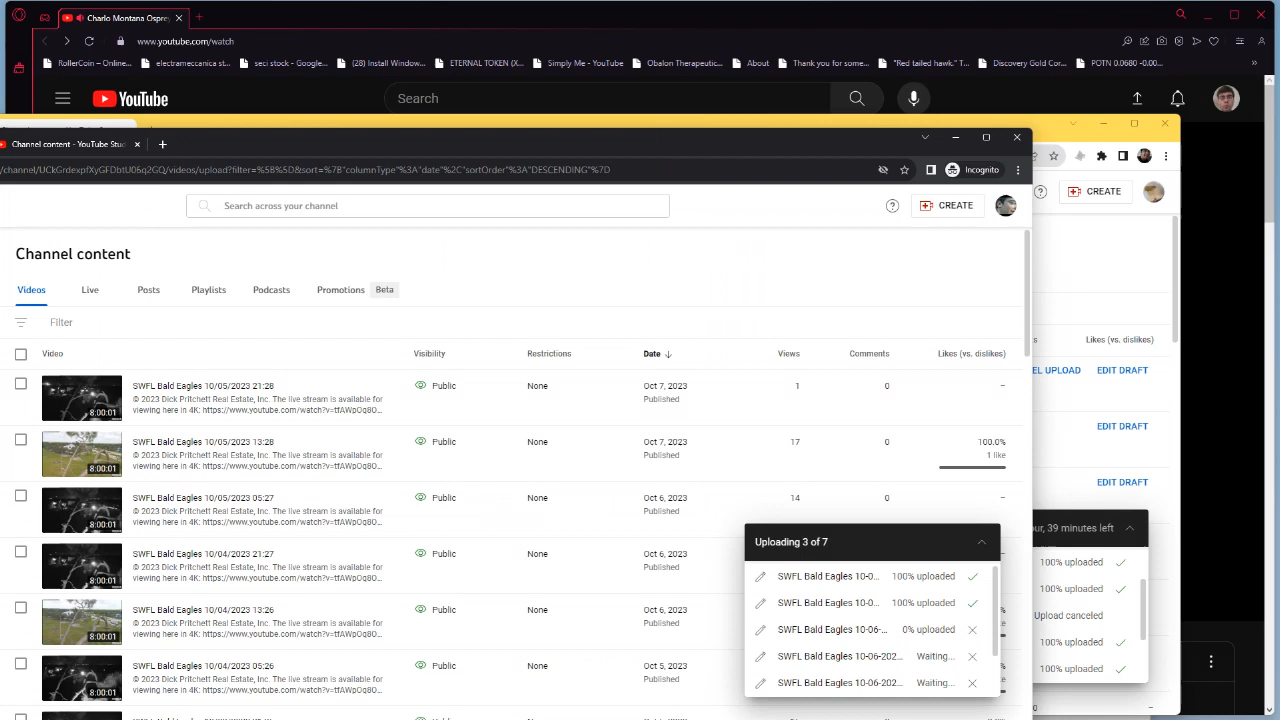 Charlo Montana Osprey
www.youtube.com/watch
RollerCoin – Online...
electrameccanica s...
seci stock - Google...
(28) Install Window...
ETERNAL TOKEN (X...
Simply Me - YouTube
Obalon Therapeutic...
About
Thank you for some...
"Red tailed hawk." T...
Discovery Gold Cor...
POTN 0.0680 -0.00...
YouTube
Search
Channel content - YouTube Stu
/channel/UCkGrdexpfXyGFDbtU06q2GQ/videos/upload?filter=%5B%5D&sort=%7B"columnType"%3A"date"%2C"sortOrder"%3A"DESCENDING"%7D
Incognito
Search across your channel
CREATE
CREATE
Channel content
Videos
Live
Posts
Playlists
Podcasts
Promotions
Beta
Filter
Video
Visibility
Restrictions
Date
Views
Comments
Likes (vs. dislikes)
Likes (vs. dislikes)
SWFL Bald Eagles 10/05/2023 21:28 Public None Oct 7, 2023 1 0 –
© 2023 Dick Pritchett Real Estate, Inc. The live stream is available for Published
viewing here in 4K: https://www.youtube.com/watch?v=tfAWpOq8O...
8:00:01
EL UPLOAD EDIT DRAFT
SWFL Bald Eagles 10/05/2023 13:28 Public None Oct 7, 2023 17 0 100.0%
© 2023 Dick Pritchett Real Estate, Inc. The live stream is available for Published 1 like
viewing here in 4K: https://www.youtube.com/watch?v=tfAWpOq8O...
8:00:01
EDIT DRAFT
SWFL Bald Eagles 10/05/2023 05:27 Public None Oct 6, 2023 14 0 –
© 2023 Dick Pritchett Real Estate, Inc. The live stream is available for Published
viewing here in 4K: https://www.youtube.com/watch?v=tfAWpOq8O...
8:00:01
EDIT DRAFT
SWFL Bald Eagles 10/04/2023 21:27 Public None Oct 6, 2023
© 2023 Dick Pritchett Real Estate, Inc. The live stream is available for Published
viewing here in 4K: https://www.youtube.com/watch?v=tfAWpOq8O...
8:00:01
SWFL Bald Eagles 10/04/2023 13:26 Public None Oct 6, 2023
© 2023 Dick Pritchett Real Estate, Inc. The live stream is available for Published
viewing here in 4K: https://www.youtube.com/watch?v=tfAWpOq8O...
8:00:01
SWFL Bald Eagles 10/04/2023 05:26 Public None Oct 5, 2023
© 2023 Dick Pritchett Real Estate, Inc. The live stream is available for Published
viewing here in 4K: https://www.youtube.com/watch?v=tfAWpOq8O...
8:00:01
Uploading 3 of 7
SWFL Bald Eagles 10-0... 100% uploaded
SWFL Bald Eagles 10-0... 100% uploaded
SWFL Bald Eagles 10-06-... 0% uploaded
SWFL Bald Eagles 10-06-202... Waiting...
SWFL Bald Eagles 10-06-202... Waiting...
our, 39 minutes left
100% uploaded
100% uploaded
Upload canceled
100% uploaded
100% uploaded